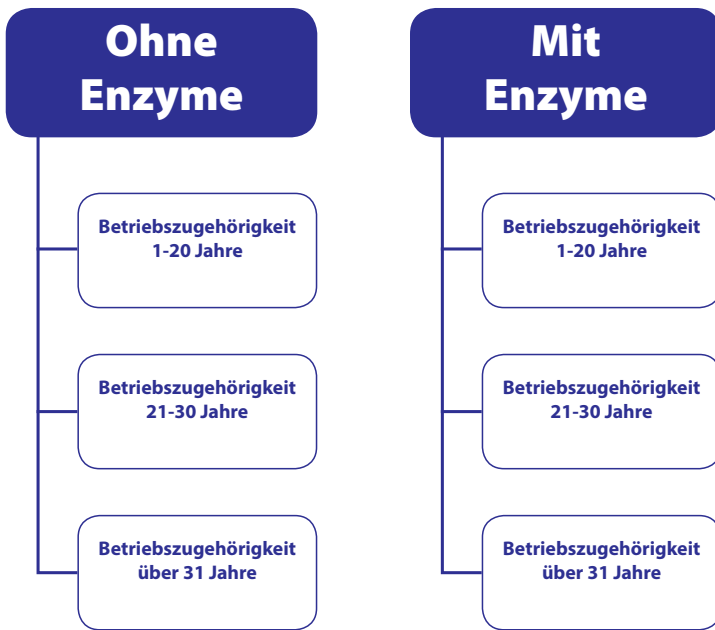 Ohne
Enzyme
Betriebszugehörigkeit
1-20 Jahre
Betriebszugehörigkeit
21-30 Jahre
Betriebszugehörigkeit
über 31 Jahre
Mit
Enzyme
Betriebszugehörigkeit
1-20 Jahre
Betriebszugehörigkeit
21-30 Jahre
Betriebszugehörigkeit
über 31 Jahre